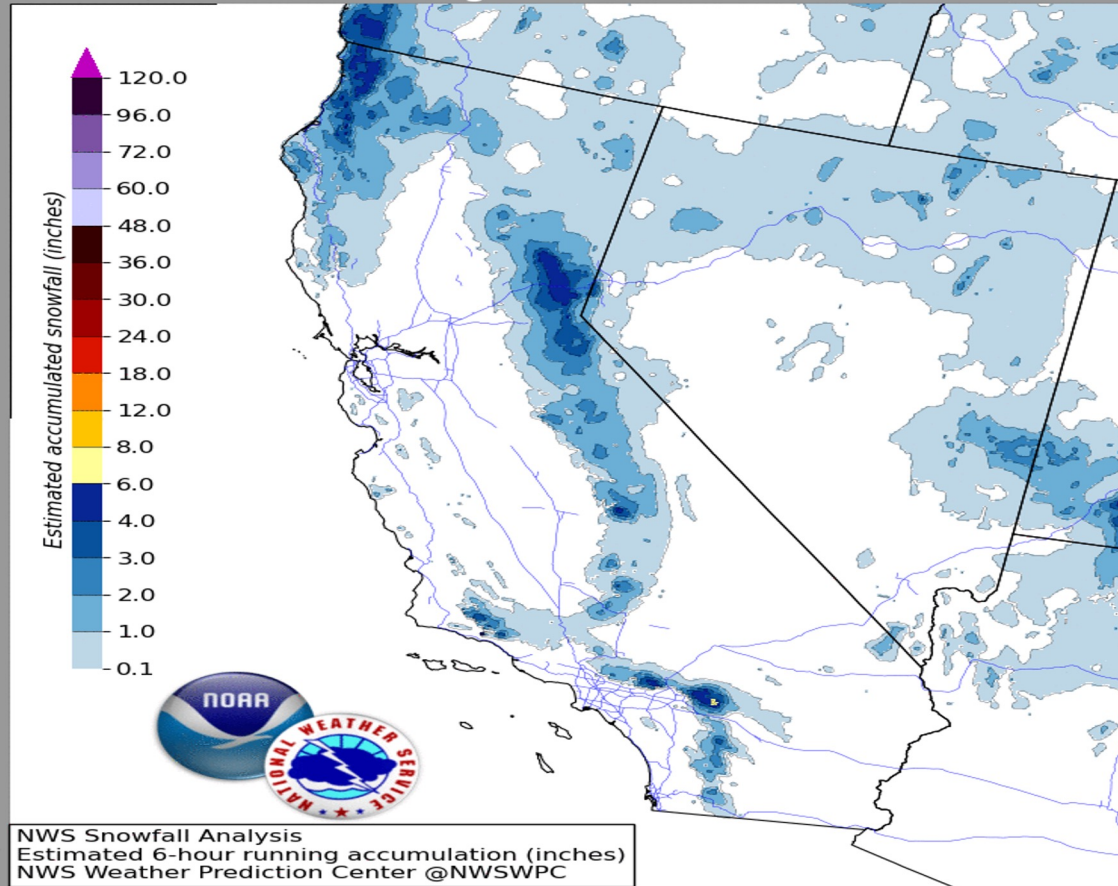 Estimated accumulated snowfall (inches)
120.0
96.0
72.0
60.0
48.0
36.0
30.0
24.0
18.0
12.0
8.0
6.0
4.0
3.0
2.0
1.0
0.1
NOAA
NATIONAL WEATHER SERVICE
NWS Snowfall Analysis
Estimated 6-hour running accumulation (inches)
NWS Weather Prediction Center @NWSWPC